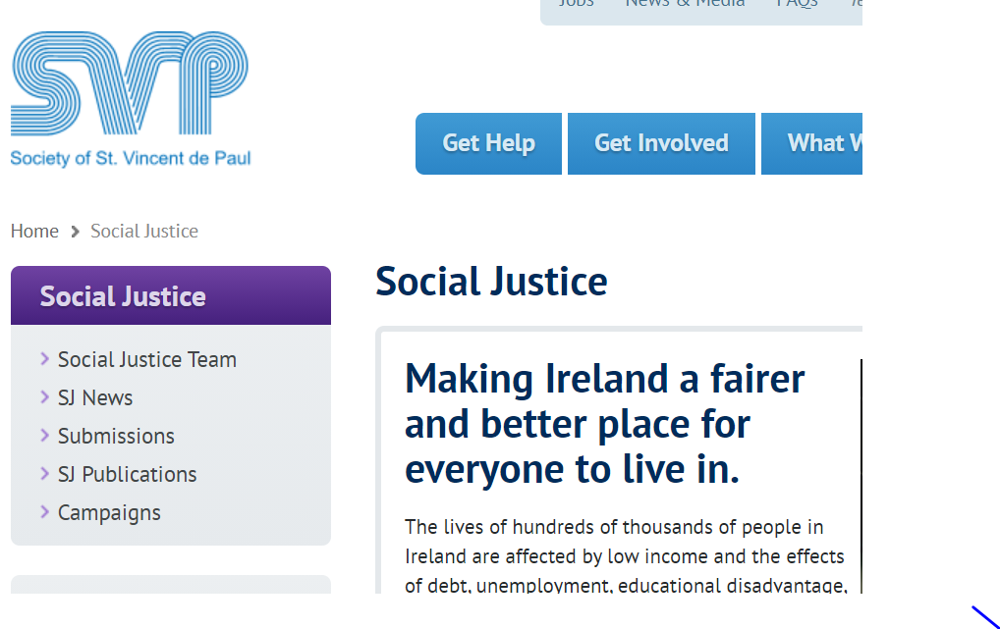 Jobs News & Media FAQs
SVP
Society of St. Vincent de Paul
Get Help Get Involved What
Home Social Justice
Social Justice
Social Justice Team
SJ News
Submissions
SJ Publications
Campaigns
Social Justice
Making Ireland a fairer
and better place for
everyone to live in.
The lives of hundreds of thousands of people in
Ireland are affected by low income and the effects
of debt, unemployment, educational disadvantage,